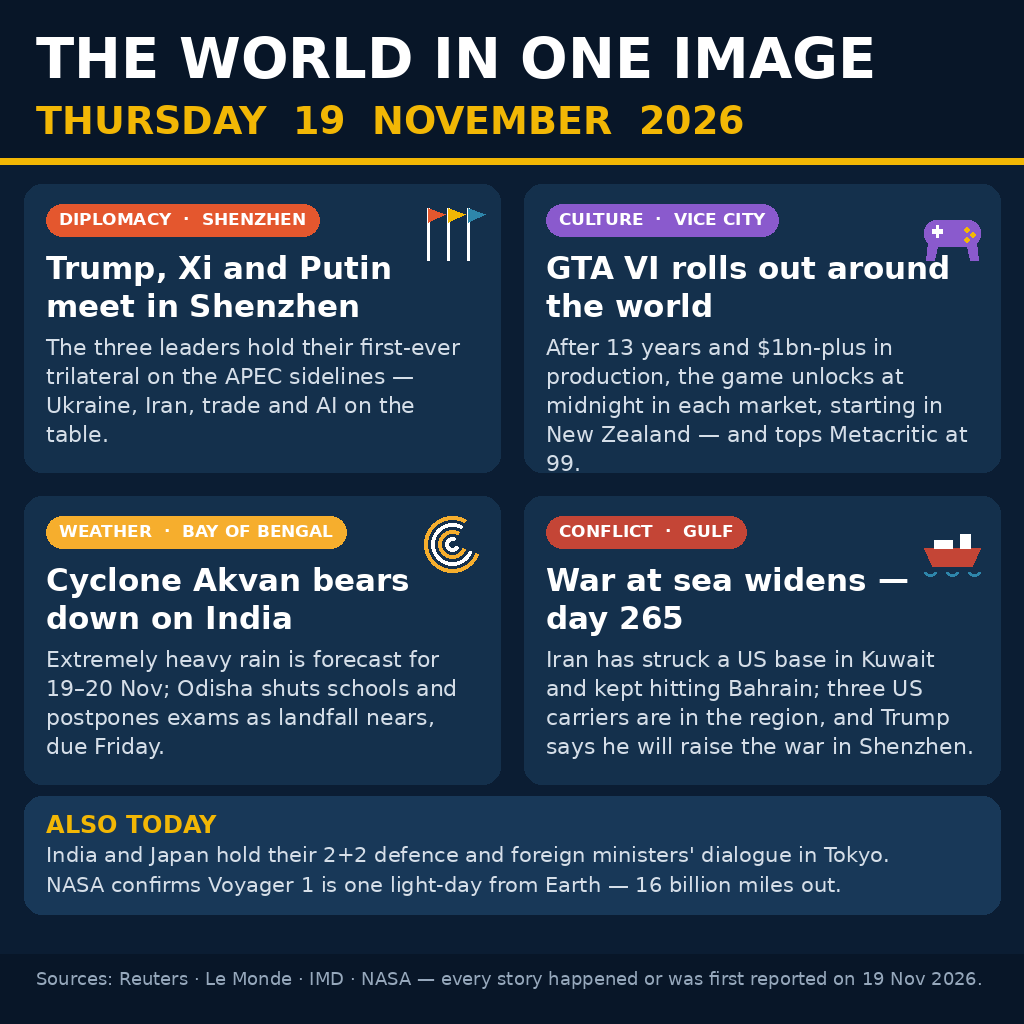 THE WORLD IN ONE IMAGE
THURSDAY 19 NOVEMBER 2026
DIPLOMACY · SHENZHEN
Trump, Xi and Putin
meet in Shenzhen
The three leaders hold their first-ever
trilateral on the APEC sidelines —
Ukraine, Iran, trade and AI on the
table.
CULTURE · VICE CITY
GTA VI rolls out around
the world
After 13 years and $1bn-plus in
production, the game unlocks at
midnight in each market, starting in
New Zealand — and tops Metacritic at
99.
WEATHER · BAY OF BENGAL
Cyclone Akvan bears
down on India
Extremely heavy rain is forecast for
19–20 Nov; Odisha shuts schools and
postpones exams as landfall nears,
due Friday.
CONFLICT · GULF
War at sea widens —
day 265
Iran has struck a US base in Kuwait
and kept hitting Bahrain; three US
carriers are in the region, and Trump
says he will raise the war in Shenzhen.
ALSO TODAY
India and Japan hold their 2+2 defence and foreign ministers' dialogue in Tokyo.
NASA confirms Voyager 1 is one light-day from Earth — 16 billion miles out.
Sources: Reuters · Le Monde · IMD · NASA — every story happened or was first reported on 19 Nov 2026.